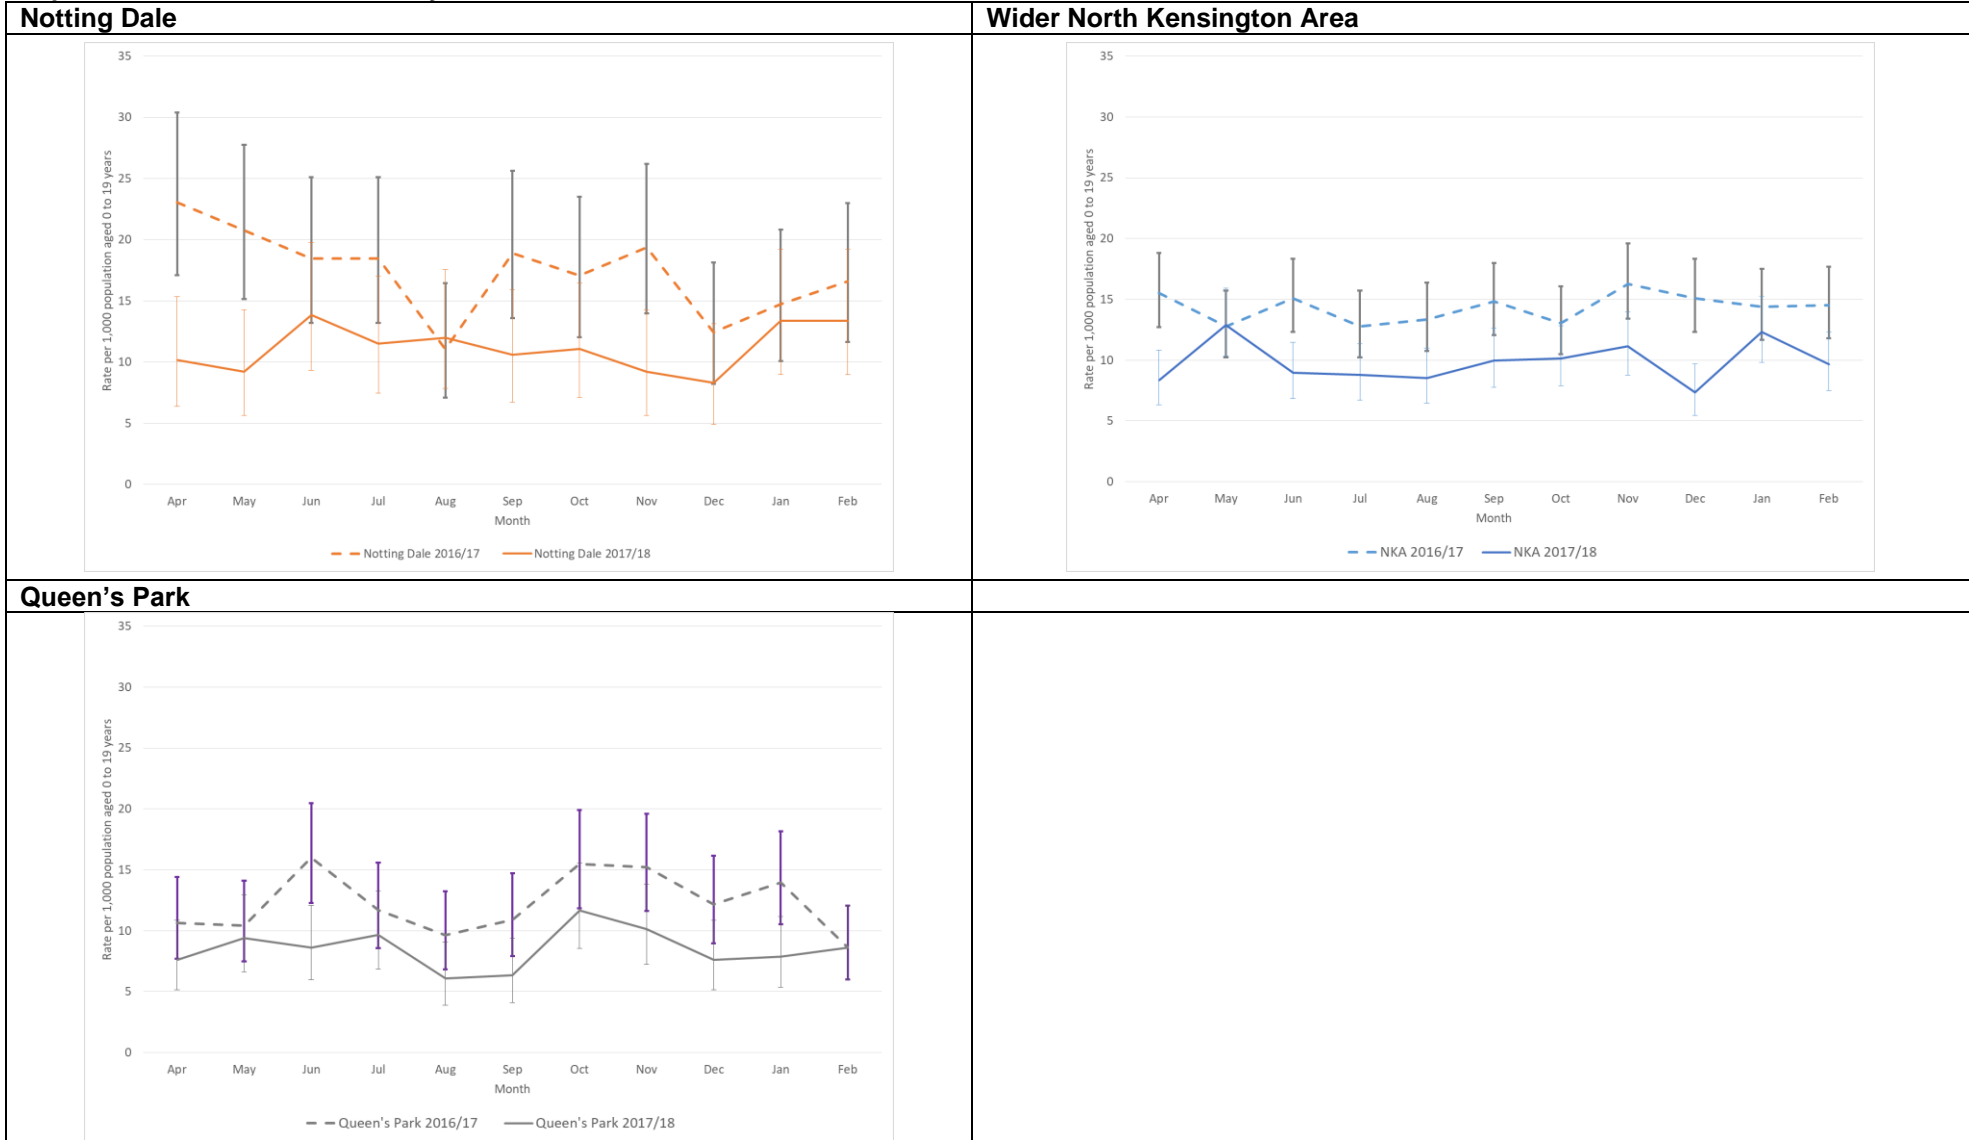 Notting Dale
35
30
25
20
15
10
5
0
Rate per 1,000 population aged 0 to 19 years
Apr May Jun Jul Aug Sep Oct Nov Dec Jan Feb
Month
Notting Dale 2016/17 Notting Dale 2017/18
Wider North Kensington Area
35
30
25
20
15
10
5
0
Rate per 1,000 population aged 0 to 19 years
Apr May Jun Jul Aug Sep Oct Nov Dec Jan Feb
Month
NKA 2016/17 NKA 2017/18
Queen’s Park
35
30
25
20
15
10
5
0
Rate per 1,000 population aged 0 to 19 years
Apr May Jun Jul Aug Sep Oct Nov Dec Jan Feb
Month
Queen's Park 2016/17 Queen's Park 2017/18